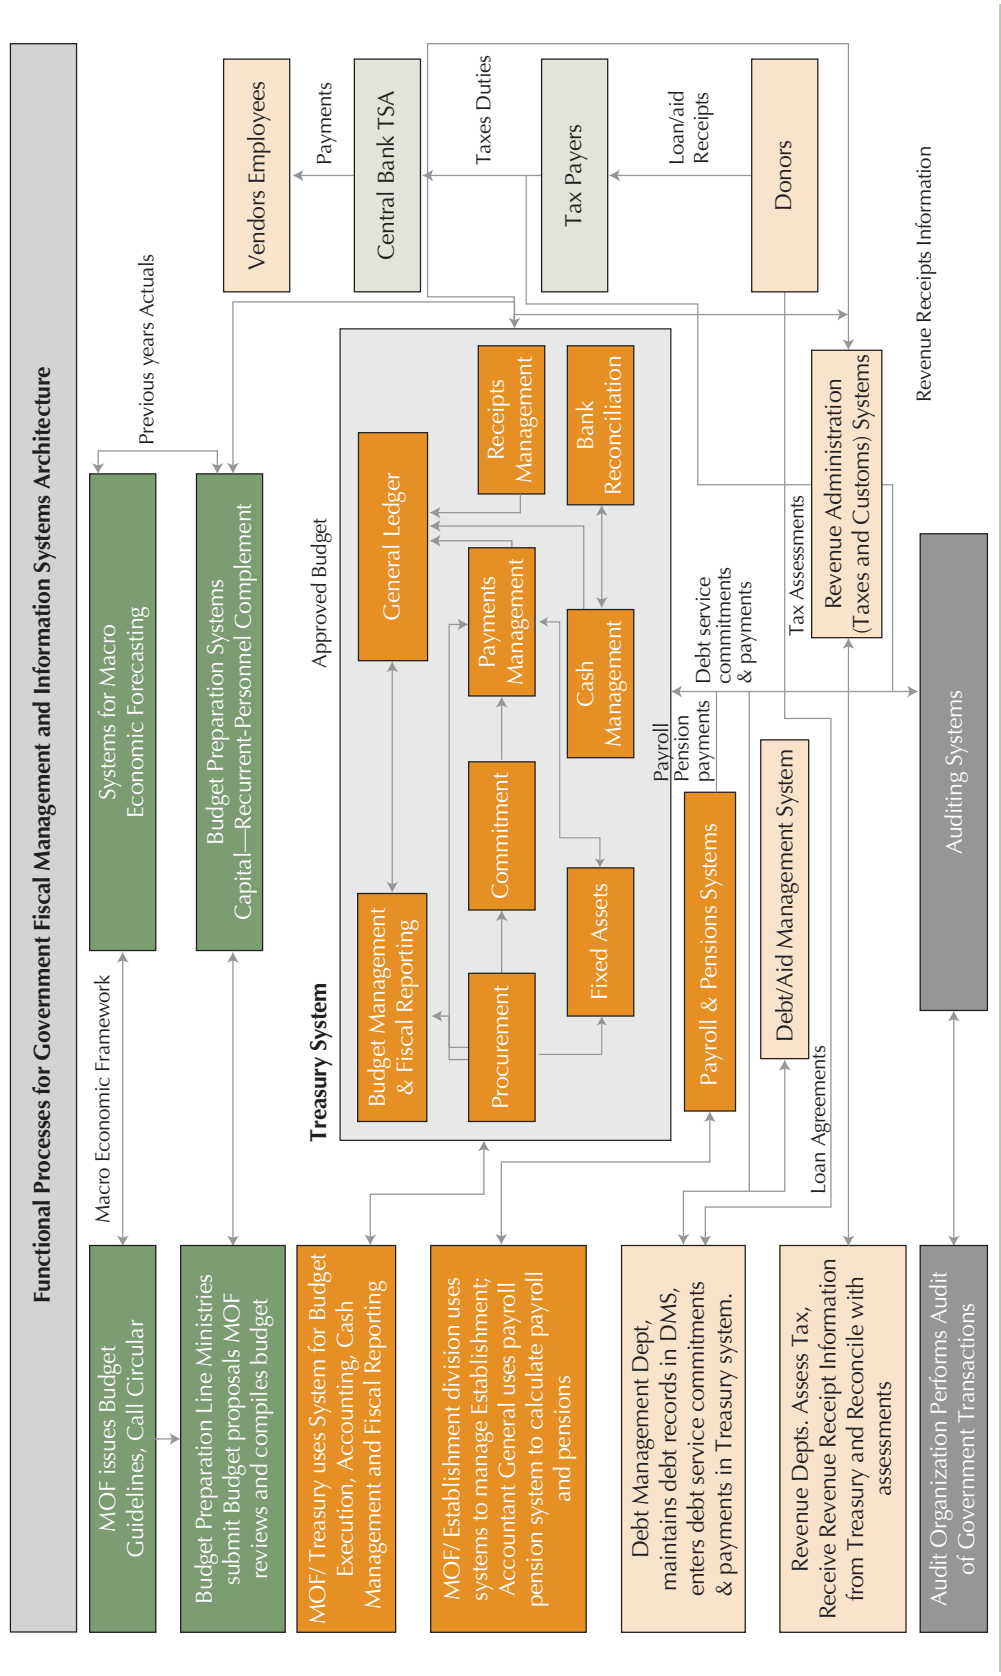 Functional Processes for Government Fiscal Management and Information Systems Architecture
MOF issues Budget
Guidelines, Call Circular
Macro Economic Framework
Systems for Macro
Economic Forecasting
Previous years Actuals
Budget Preparation Line Ministries
submit Budget proposals MOF
reviews and compiles budget
Budget Preparation Systems
Capital—Recurrent-Personnel Complement
Vendors Employees
Payments
MOF/ Treasury uses System for Budget
Execution, Accounting, Cash
Management and Fiscal Reporting
Treasury System
Approved Budget
Budget Management
& Fiscal Reporting
General Ledger
Central Bank TSA
Procurement
Commitment
Payments
Management
Receipts
Management
Taxes Duties
Fixed Assets
Cash
Management
Bank
Reconciliation
Tax Payers
MOF/ Establishment division uses
systems to manage Establishment;
Accountant General uses payroll
pension system to calculate payroll
and pensions
Payroll & Pensions Systems
Payroll
Pension
payments
Debt service
commitments
& payments
Loan/aid
Receipts
Debt Management Dept,
maintains debt records in DMS,
enters debt service commitments
& payments in Treasury system.
Debt/Aid Management System
Donors
Loan Agreements
Tax Assessments
Revenue Depts. Assess Tax,
Receive Revenue Receipt Information
from Treasury and Reconcile with
assessments
Revenue Administration
(Taxes and Customs) Systems
Revenue Receipts Information
Audit Organization Performs Audit
of Government Transactions
Auditing Systems